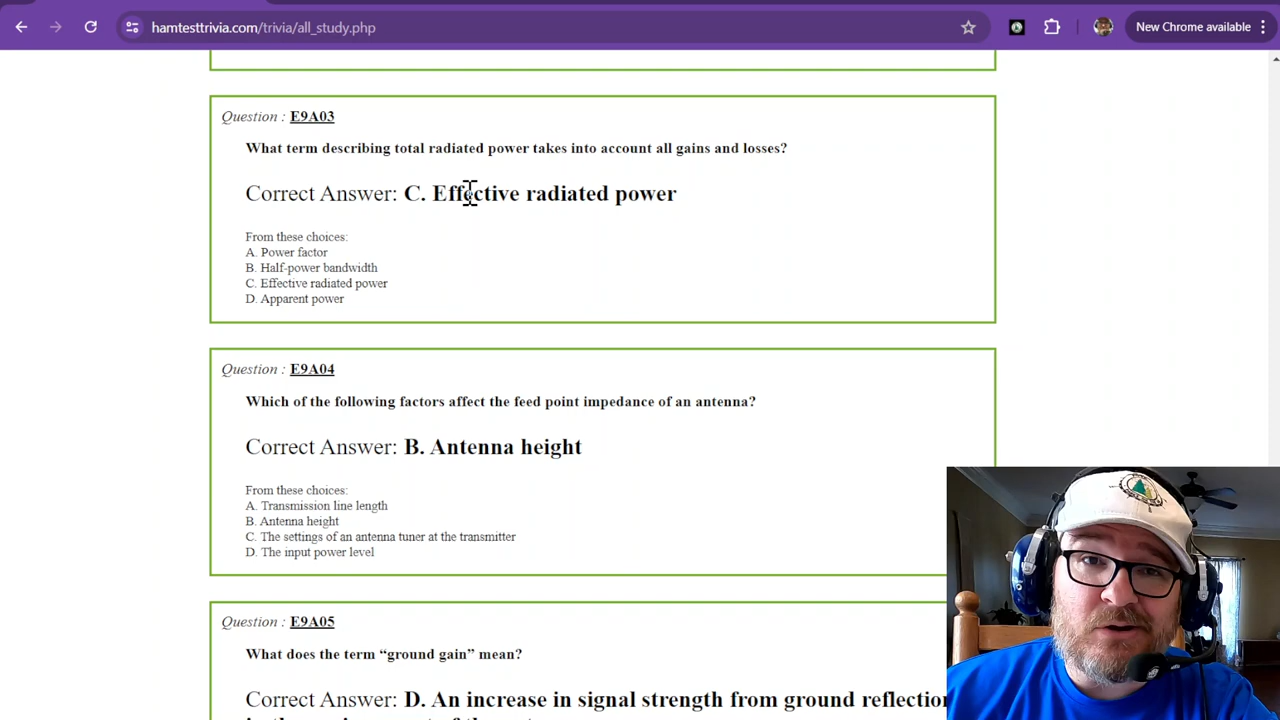 hamtesttrivia.com/trivia/all_study.php
New Chrome available
Question : E9A03
What term describing total radiated power takes into account all gains and losses?
Correct Answer: C. Effective radiated power
From these choices:
A. Power factor
B. Half-power bandwidth
C. Effective radiated power
D. Apparent power
Question : E9A04
Which of the following factors affect the feed point impedance of an antenna?
Correct Answer: B. Antenna height
From these choices:
A. Transmission line length
B. Antenna height
C. The settings of an antenna tuner at the transmitter
D. The input power level
Question : E9A05
What does the term “ground gain” mean?
Correct Answer: D. An increase in signal strength from ground reflection